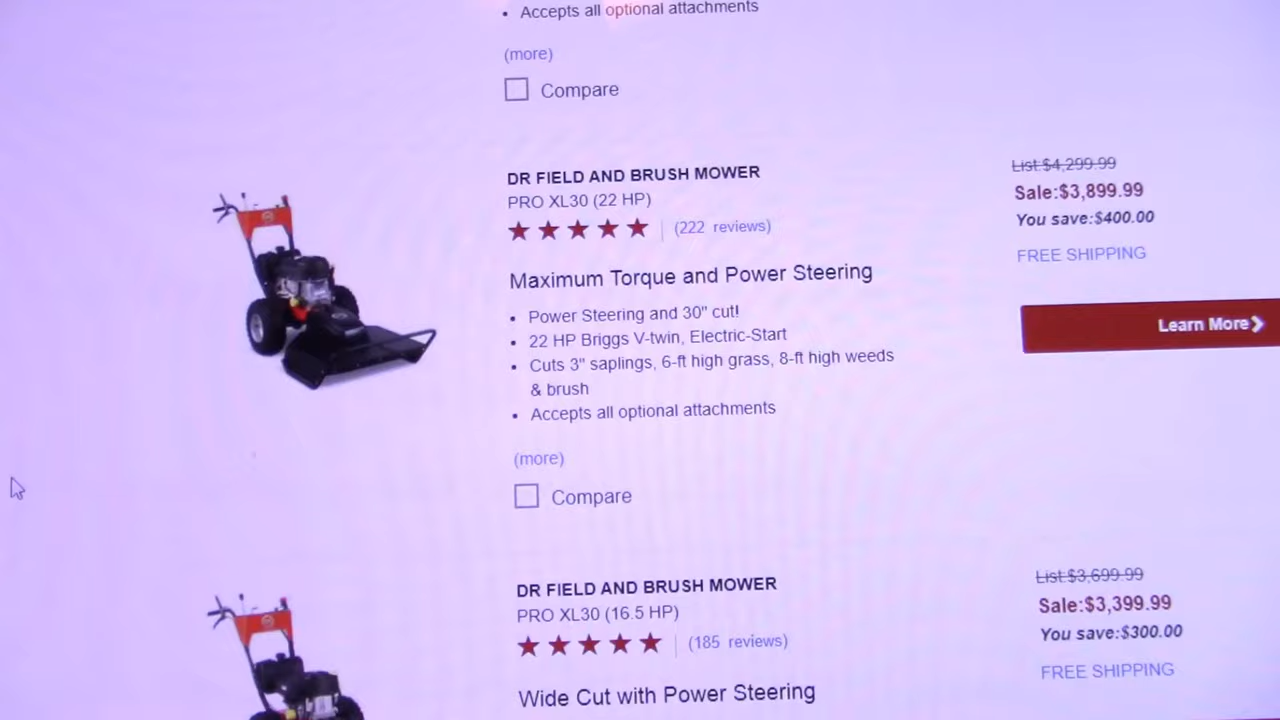 Accepts all optional attachments
(more)
Compare
DR FIELD AND BRUSH MOWER
PRO XL30 (22 HP)
(222 reviews)
Maximum Torque and Power Steering
Power Steering and 30" cut!
22 HP Briggs V-twin, Electric-Start
Cuts 3" saplings, 6-ft high grass, 8-ft high weeds
& brush
Accepts all optional attachments
(more)
Compare
List:$4,299.99
Sale:$3,899.99
You save:$400.00
FREE SHIPPING
Learn More
DR FIELD AND BRUSH MOWER
PRO XL30 (16.5 HP)
(185 reviews)
Wide Cut with Power Steering
List:$3,699.99
Sale:$3,399.99
You save:$300.00
FREE SHIPPING